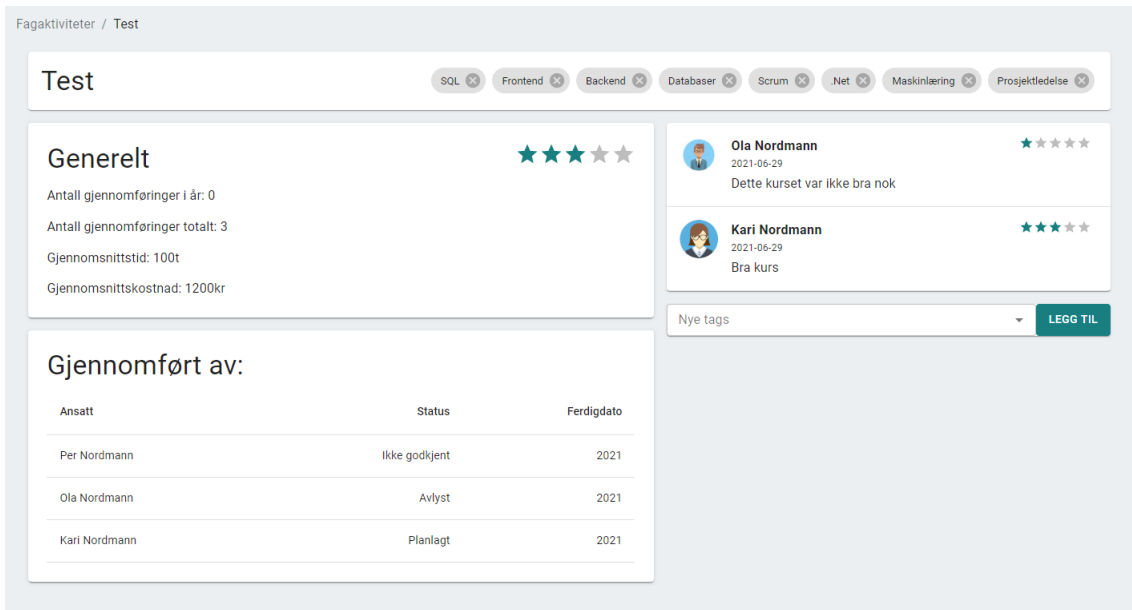 Fagaktiviteter / Test
Test
SQL Frontend Backend Databaser Scrum .Net Maskinlæring Prosjektledelse
Generelt
Antall gjennomføringer i år: 0
Antall gjennomføringer totalt: 3
Gjennomsnittstid: 100t
Gjennomsnittskostnad: 1200kr
Gjennomført av:
Ansatt Status Ferdigdato
Per Nordmann Ikke godkjent 2021
Ola Nordmann Avlyst 2021
Kari Nordmann Planlagt 2021
Ola Nordmann
2021-06-29
Dette kurset var ikke bra nok
Kari Nordmann
2021-06-29
Bra kurs
Nye tags LEGG TIL